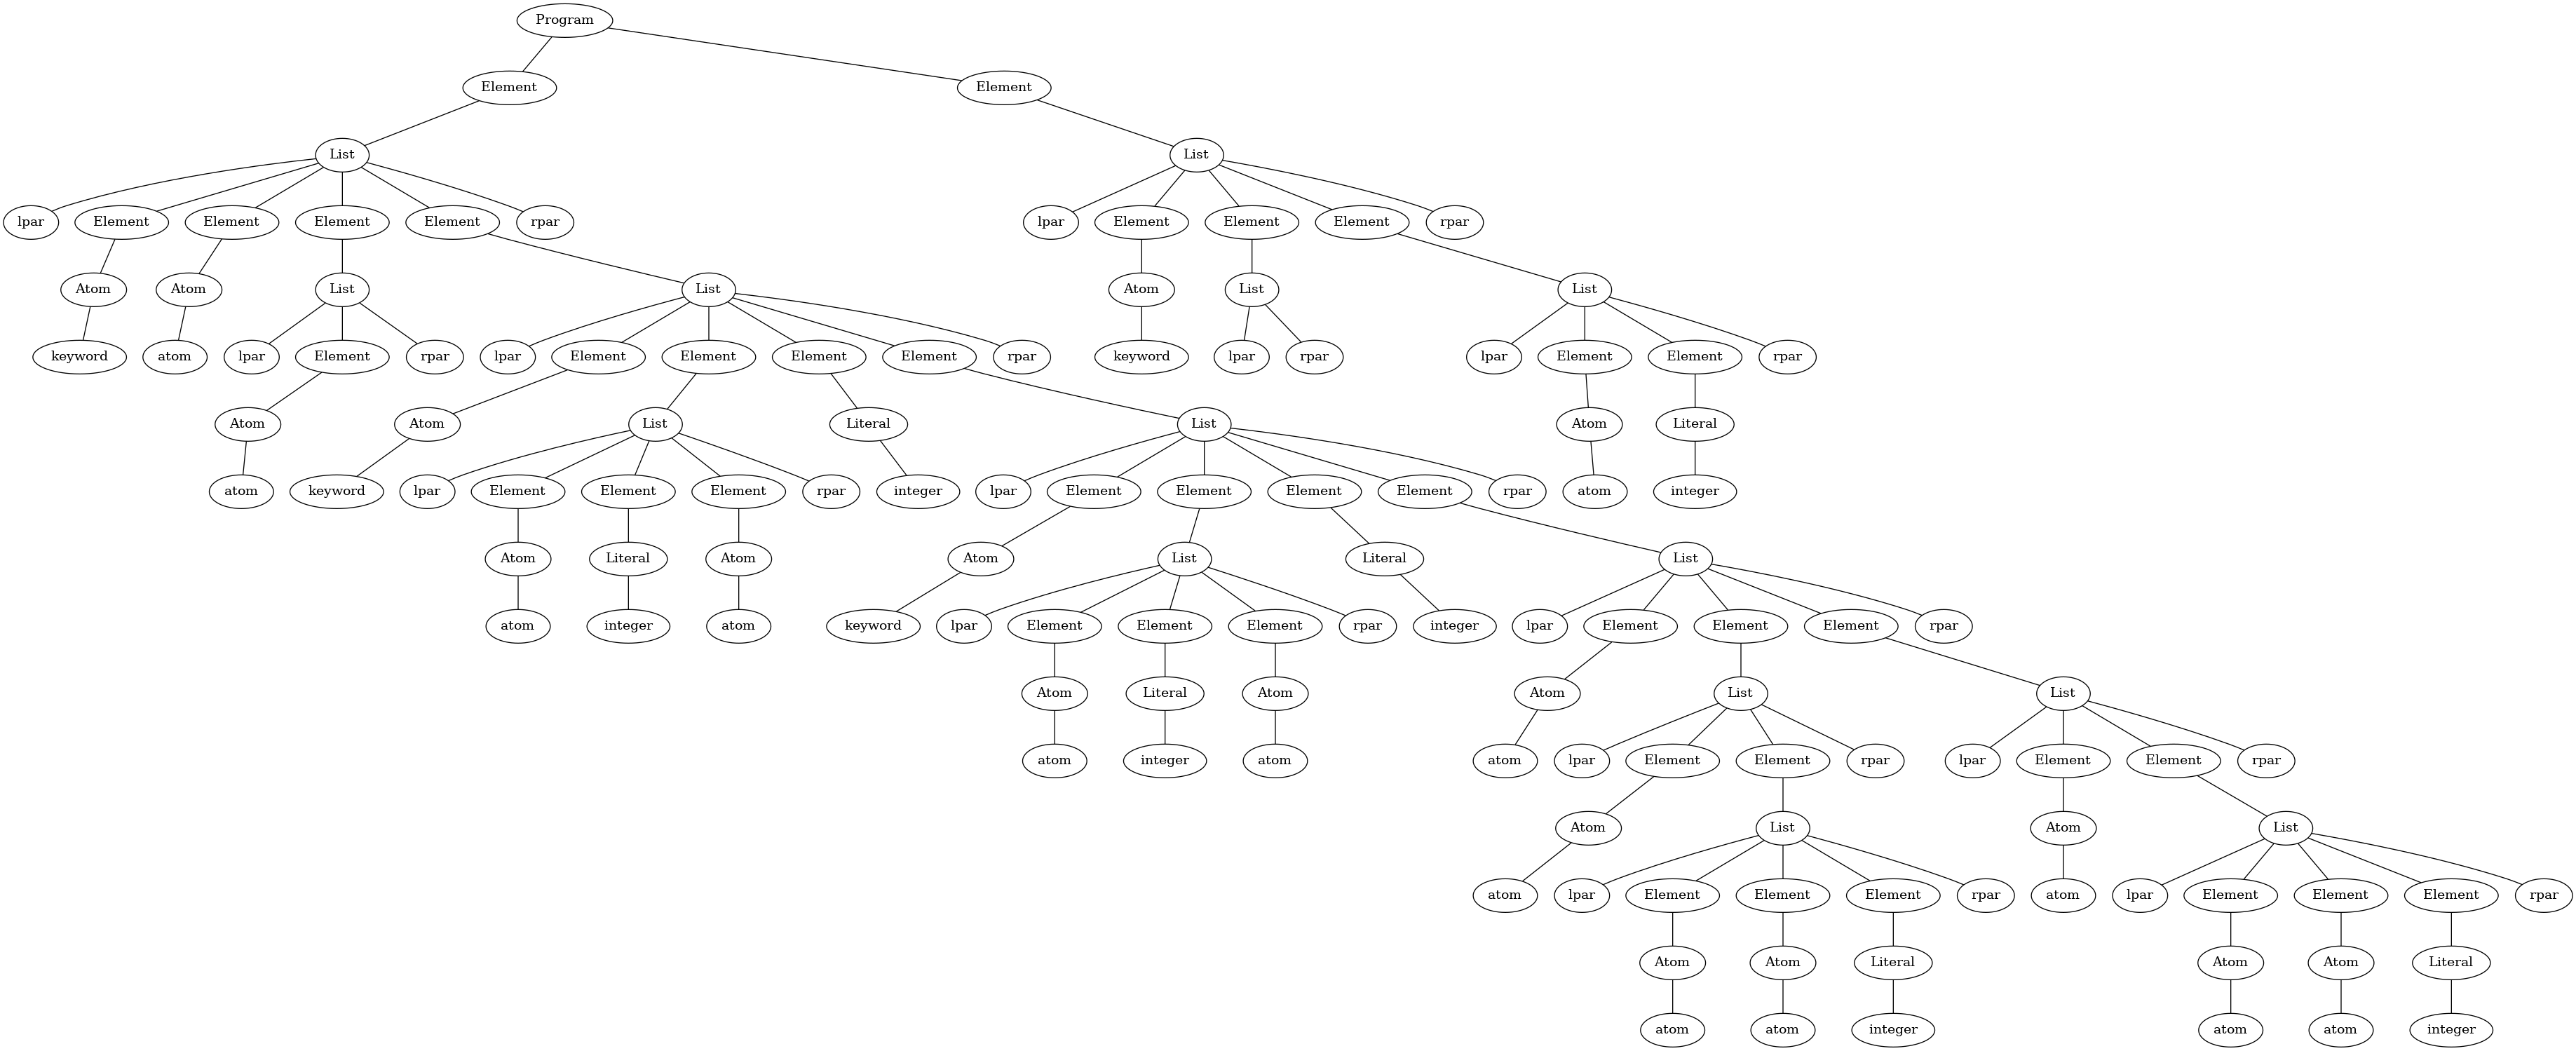 Program
Element Element
List List
lpar Element Element Element Element rpar lpar Element Element Element rpar
Atom Atom List List Atom List List
keyword atom lpar Element rpar lpar Element Element Element Element rpar keyword lpar rpar lpar Element Element rpar
Atom Atom List Literal List Atom Literal
atom keyword lpar Element Element Element rpar integer lpar Element Element Element Element rpar atom integer
Atom Literal Atom Atom List Literal List
atom integer atom keyword lpar Element Element Element rpar integer lpar Element Element Element rpar
Atom Literal Atom Atom List List
atom integer atom atom lpar Element Element rpar lpar Element Element rpar
Atom List Atom List
atom lpar Element Element Element rpar atom lpar Element Element Element rpar
Atom Atom Literal Atom Atom Literal
atom atom integer atom atom integer